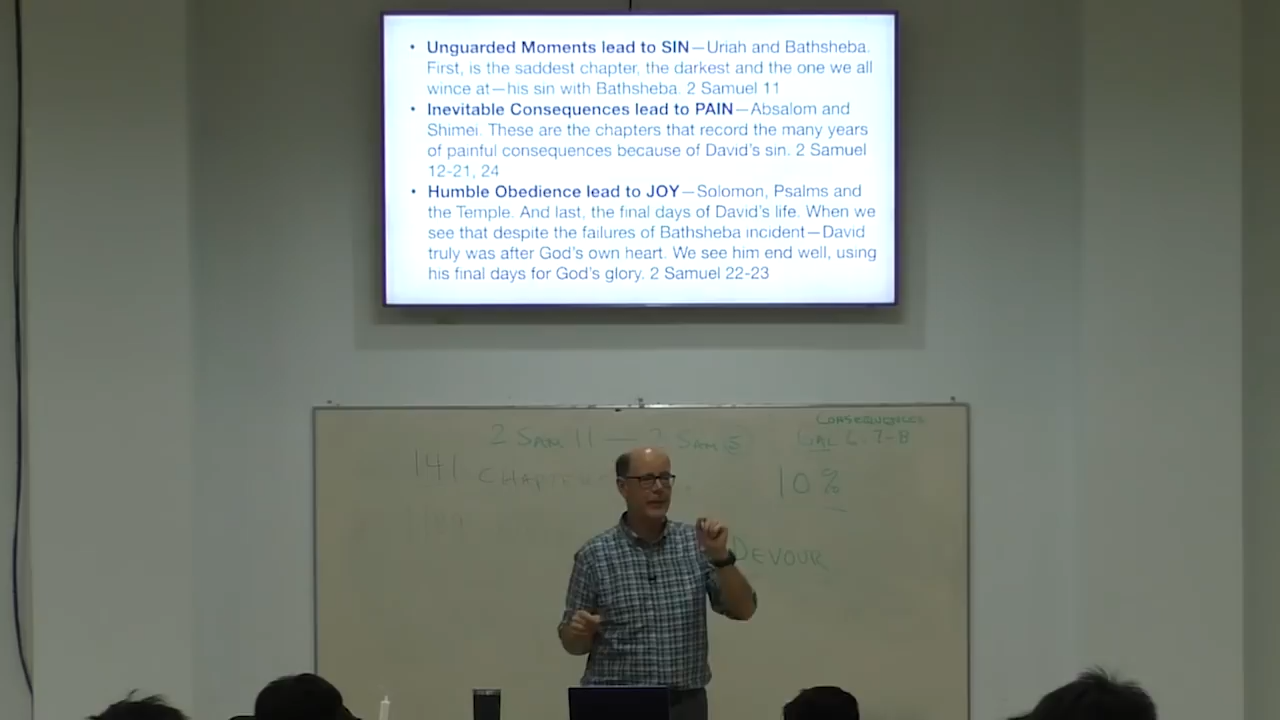 • Unguarded Moments lead to SIN—Uriah and Bathsheba.
First, is the saddest chapter, the darkest and the one we all
wince at—his sin with Bathsheba. 2 Samuel 11
• Inevitable Consequences lead to PAIN—Absalom and
Shimei. These are the chapters that record the many years
of painful consequences because of David's sin. 2 Samuel
12-21, 24
• Humble Obedience lead to JOY—Solomon, Psalms and
the Temple. And last, the final days of David's life. When we
see that despite the failures of Bathsheba incident—David
truly was after God's own heart. We see him end well, using
his final days for God's glory. 2 Samuel 22-23
CONSEQUENCES
2 SAM 11 — 2 SAM 5
GAL 6:7-8
141
10%
DEVOUR